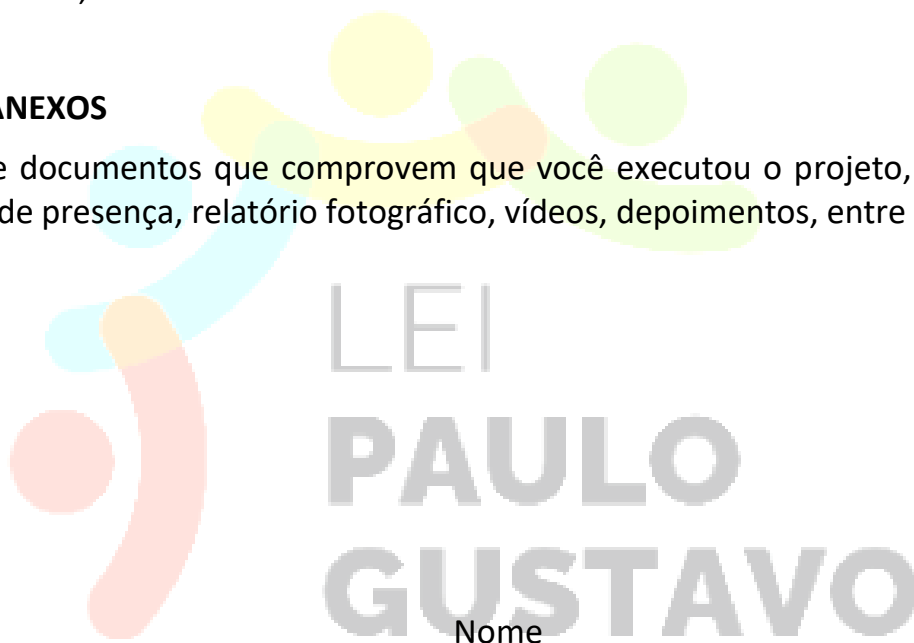 ANEXOS
e documentos que comprovem que você executou o projeto,
de presença, relatório fotográfico, vídeos, depoimentos, entre
LEI
PAULO
GUSTAVO
Nome